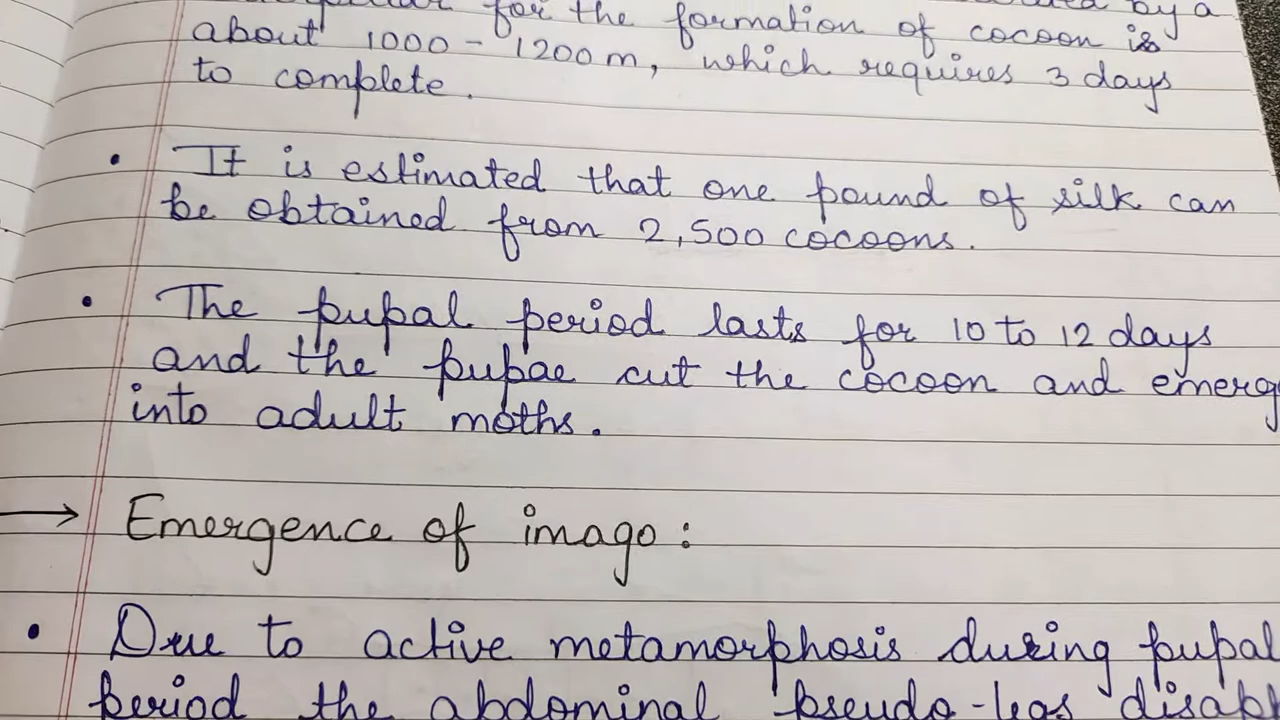 for the formation of cocoon is
about 1000 - 1200 m, which requires 3 days
to complete.
• It is estimated that one pound of silk can
be obtained from 2,500 cocoons.
• The pupal period lasts for 10 to 12 days
and the pupae cut the cocoon and emerg
into adult moths.
→ Emergence of imago :
• Due to active metamorphosis during pupal
period the abdominal pseudo-legs disap